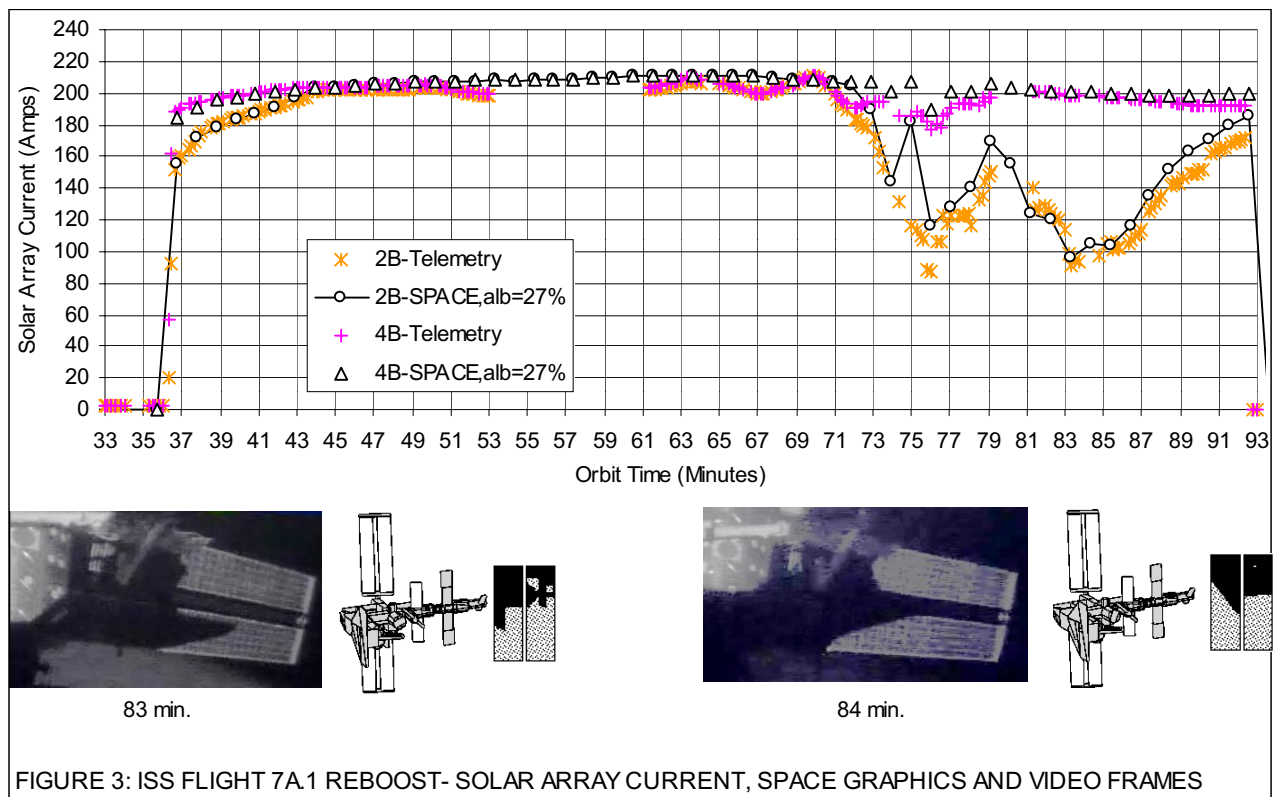 240
220
200
180
160
140
120
100
80
60
40
20
0
Solar Array Current (Amps)
2B-Telemetry
2B-SPACE,alb=27%
4B-Telemetry
4B-SPACE,alb=27%
33 35 37 39 41 43 45 47 49 51 53 55 57 59 61 63 65 67 69 71 73 75 77 79 81 83 85 87 89 91 93
Orbit Time (Minutes)
83 min.
84 min.
FIGURE 3: ISS FLIGHT 7A.1 REBOOST- SOLAR ARRAY CURRENT, SPACE GRAPHICS AND VIDEO FRAMES